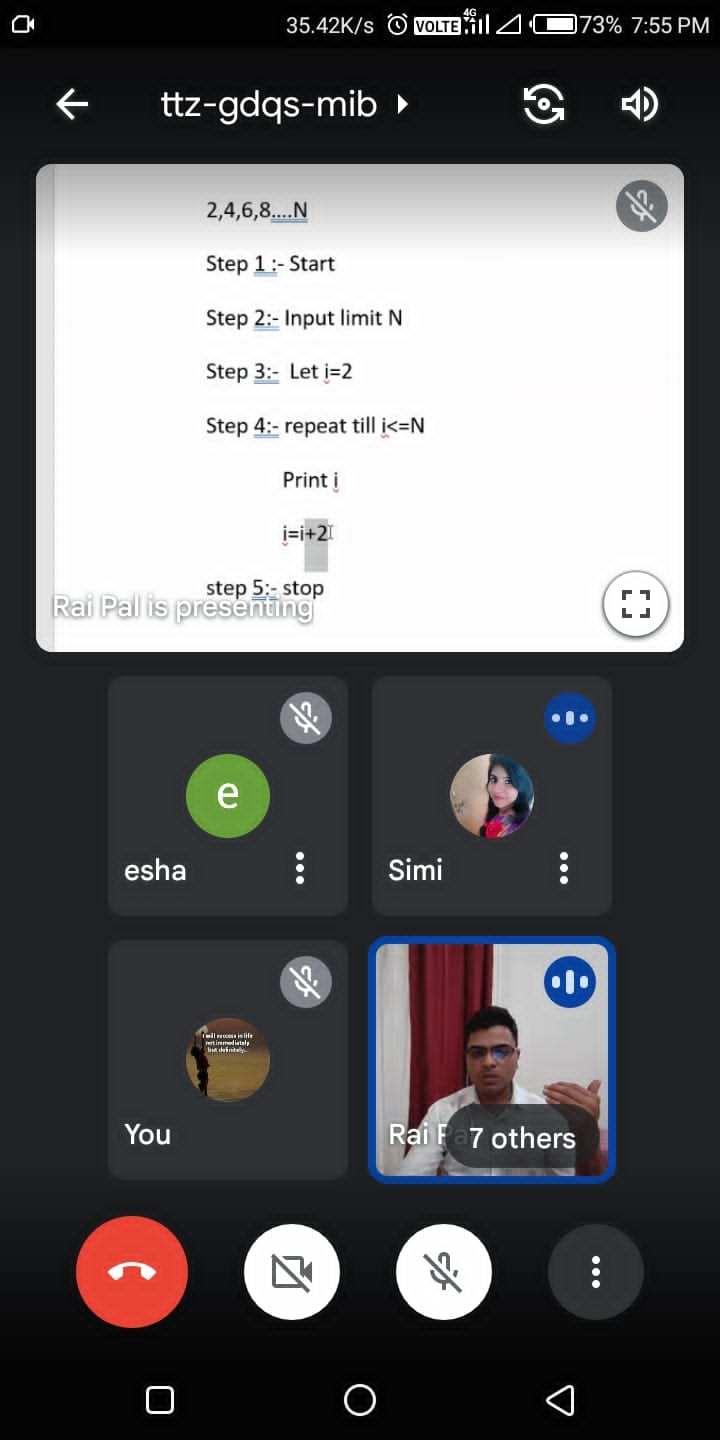 35.42K/s VOLTE 4G 73% 7:55 PM
ttz-gdqs-mib
2,4,6,8....N
Step 1 :- Start
Step 2:- Input limit N
Step 3:- Let i=2
Step 4:- repeat till i<=N
Print i
i=i+2
step 5:- stop
Rai Pal is presenting
e
esha
Simi
I will success in life
not immediately
but definitely...
You
Rai Pa
7 others